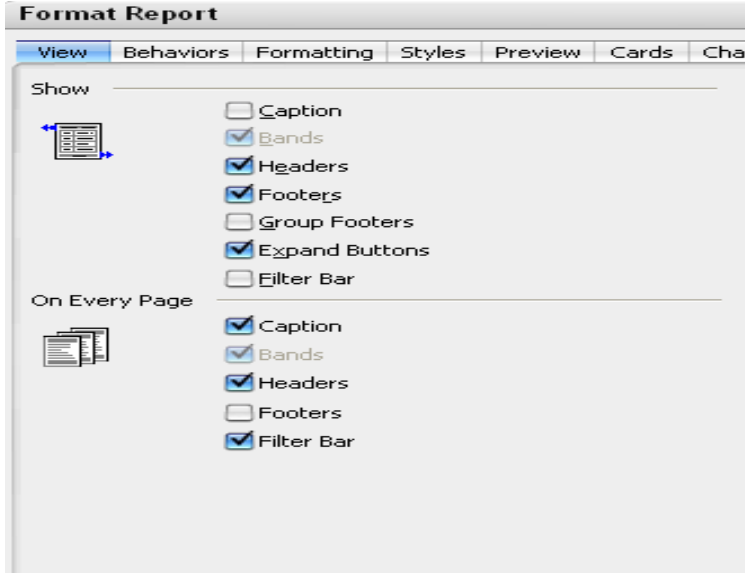 Format Report
View Behaviors Formatting Styles Preview Cards Cha
Show
Caption
Bands
Headers
Footers
Group Footers
Expand Buttons
Filter Bar
On Every Page
Caption
Bands
Headers
Footers
Filter Bar